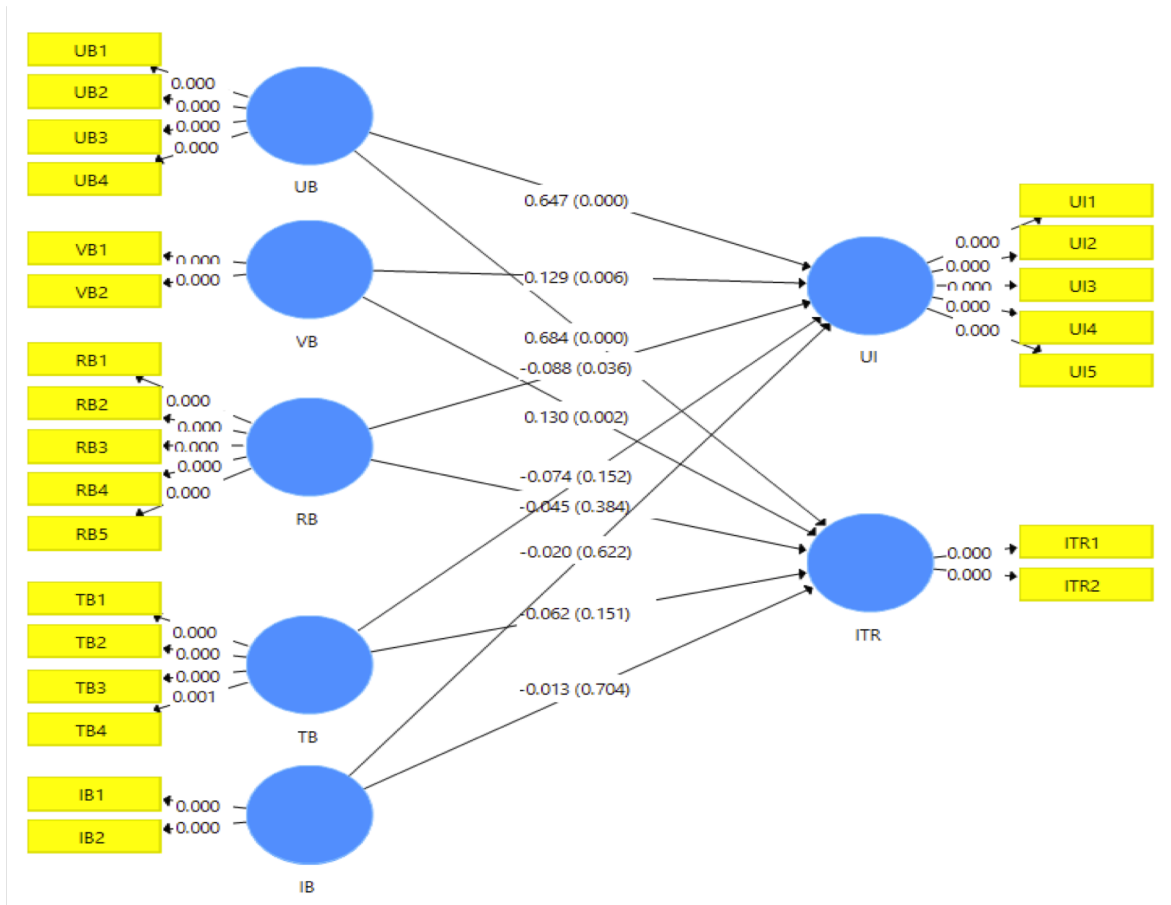 UB1
UB2
UB3
UB4
0.000
0.000
0.000
0.000
UB
VB1
VB2
0.000
0.000
VB
RB1
RB2
RB3
RB4
RB5
0.000
0.000
0.000
0.000
0.000
RB
TB1
TB2
TB3
TB4
0.000
0.000
0.000
0.001
TB
IB1
IB2
0.000
0.000
IB
0.647 (0.000)
0.129 (0.006)
0.684 (0.000)
-0.088 (0.036)
0.130 (0.002)
-0.074 (0.152)
-0.045 (0.384)
-0.020 (0.622)
-0.062 (0.151)
-0.013 (0.704)
UI
0.000
0.000
0.000
0.000
0.000
UI1
UI2
UI3
UI4
UI5
ITR
0.000
0.000
ITR1
ITR2